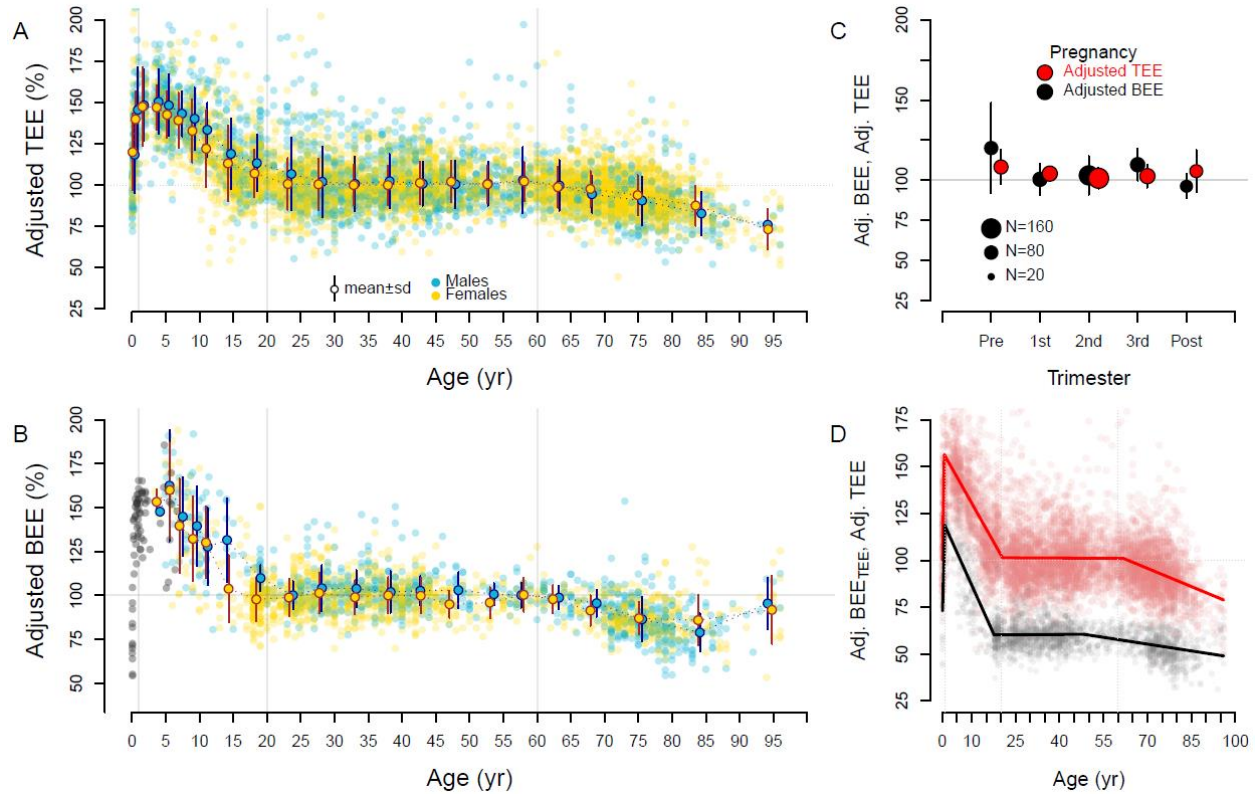 A
Adjusted TEE (%)
200
175
150
125
100
75
50
25
mean±sd
Males
Females
0 5 10 15 20 25 30 35 40 45 50 55 60 65 70 75 80 85 90 95
Age (yr)
B
Adjusted BEE (%)
200
175
150
125
100
75
50
0 5 10 15 20 25 30 35 40 45 50 55 60 65 70 75 80 85 90 95
Age (yr)
C
Adj. BEE, Adj. TEE
200
150
100
75
50
25
Pregnancy
Adjusted TEE
Adjusted BEE
N=160
N=80
N=20
Pre 1st 2nd 3rd Post
Trimester
D
Adj. BEETEE, Adj. TEE
175
150
125
100
75
50
25
0 10 25 40 55 70 85 100
Age (yr)